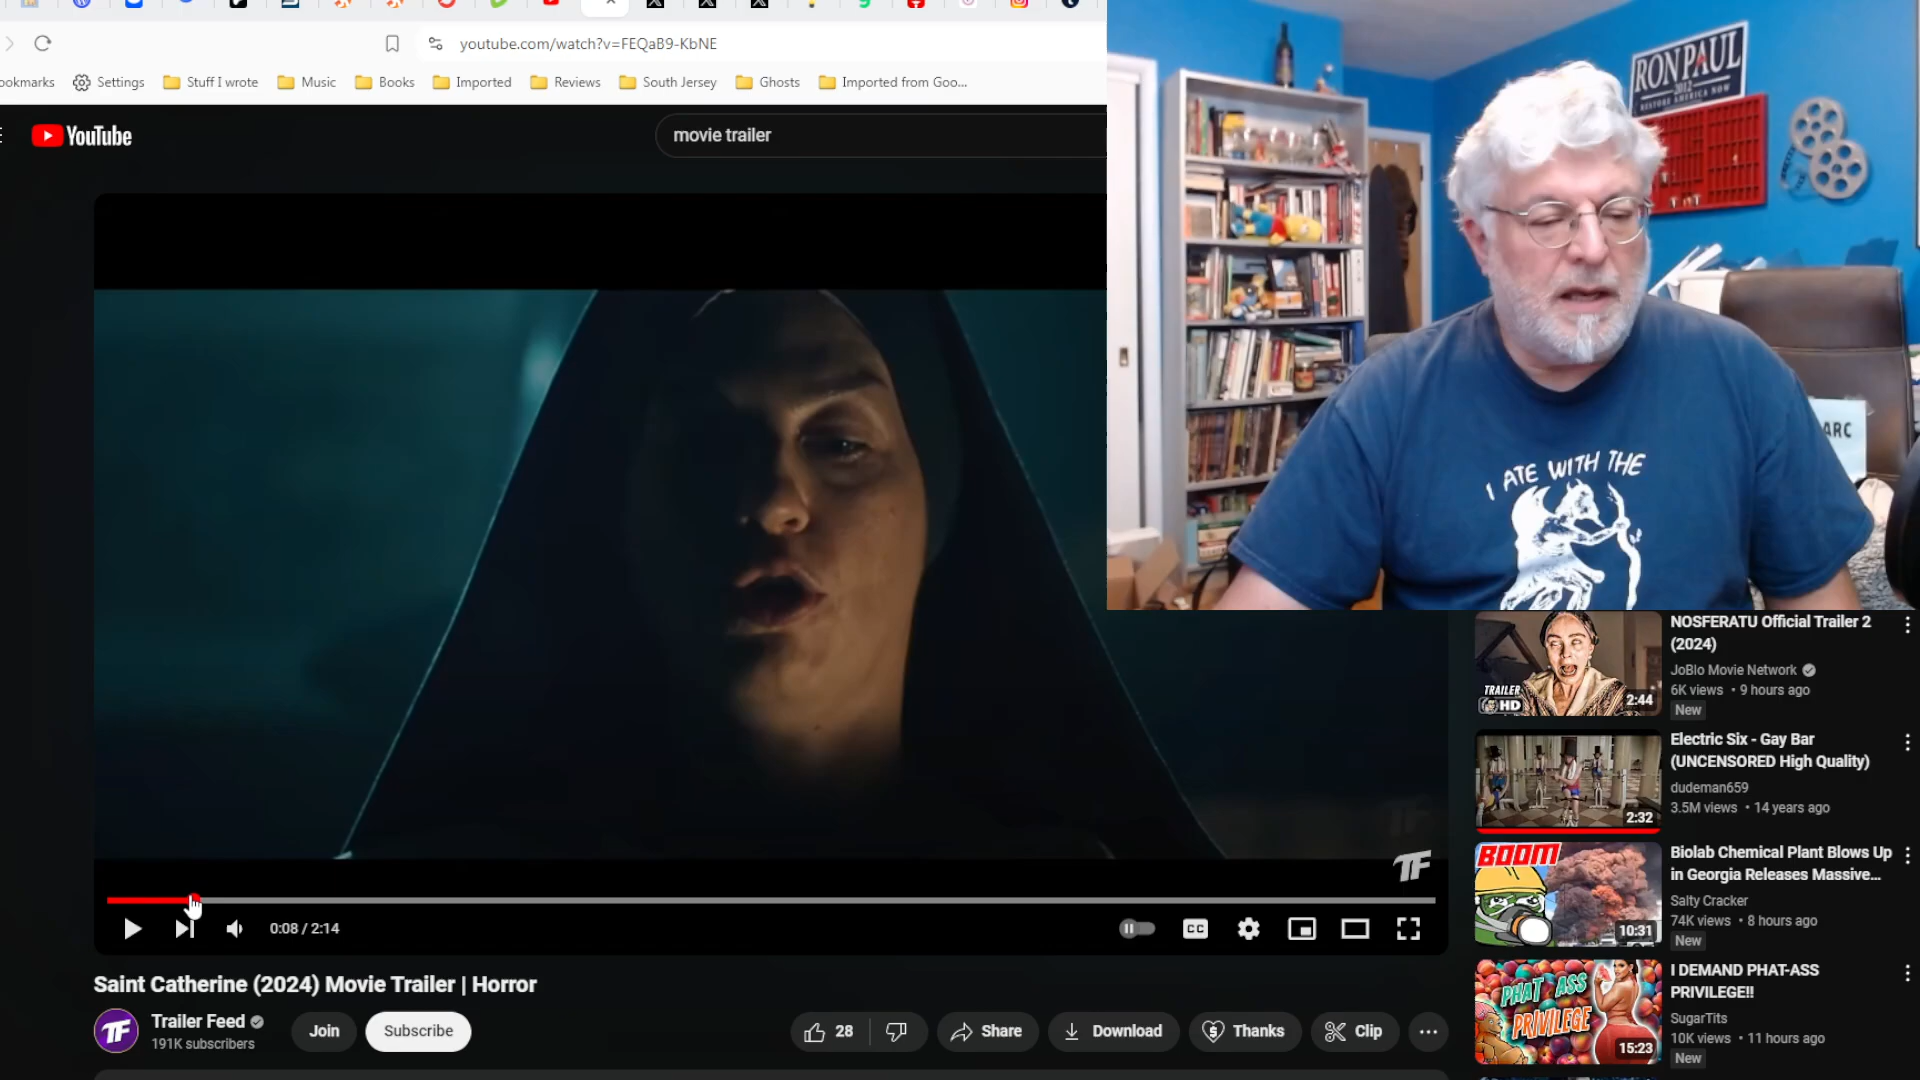 youtube.com/watch?v=FEQaB9-KbNE
ookmarks
Settings
Stuff I wrote
Music
Books
Imported
Reviews
South Jersey
Ghosts
Imported from Goo...
YouTube
movie trailer
RON PAUL
2012
RESTORE AMERICA NOW
I ATE WITH THE
ARC
TF
0:08 / 2:14
CC
Saint Catherine (2024) Movie Trailer | Horror
TF
Trailer Feed
191K subscribers
Join
Subscribe
28
Share
Download
Thanks
Clip
TRAILER
HD
2:44
NOSFERATU Official Trailer 2
(2024)
JoBlo Movie Network
6K views • 9 hours ago
New
2:32
Electric Six - Gay Bar
(UNCENSORED High Quality)
dudeman659
3.5M views • 14 years ago
BOOM
10:31
Biolab Chemical Plant Blows Up
in Georgia Releases Massive...
Salty Cracker
74K views • 8 hours ago
New
PHAT ASS
PRIVILEGE
15:23
I DEMAND PHAT-ASS
PRIVILEGE!!
SugarTits
10K views • 11 hours ago
New